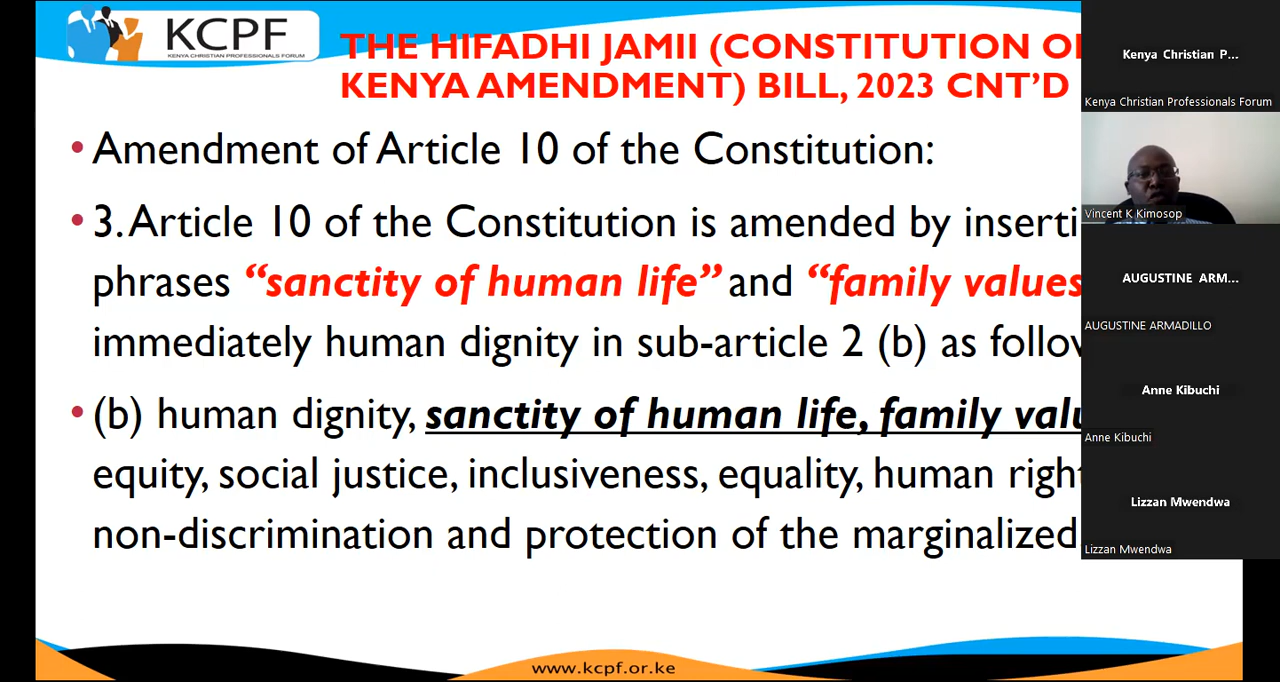 KCPF
KENYA CHRISTIAN PROFESSIONALS FORUM
THE HIFADHI JAMII (CONSTITUTION O
KENYA AMENDMENT) BILL, 2023 CNT’D
• Amendment of Article 10 of the Constitution:
• 3. Article 10 of the Constitution is amended by inserti
phrases “sanctity of human life” and “family values
immediately human dignity in sub-article 2 (b) as follow
• (b) human dignity, sanctity of human life, family valu
equity, social justice, inclusiveness, equality, human right
non-discrimination and protection of the marginalized
www.kcpf.or.ke
Kenya Christian P...
Kenya Christian Professionals Forum
Vincent K Kimosop
AUGUSTINE ARM...
AUGUSTINE ARMADILLO
Anne Kibuchi
Anne Kibuchi
Lizzan Mwendwa
Lizzan Mwendwa